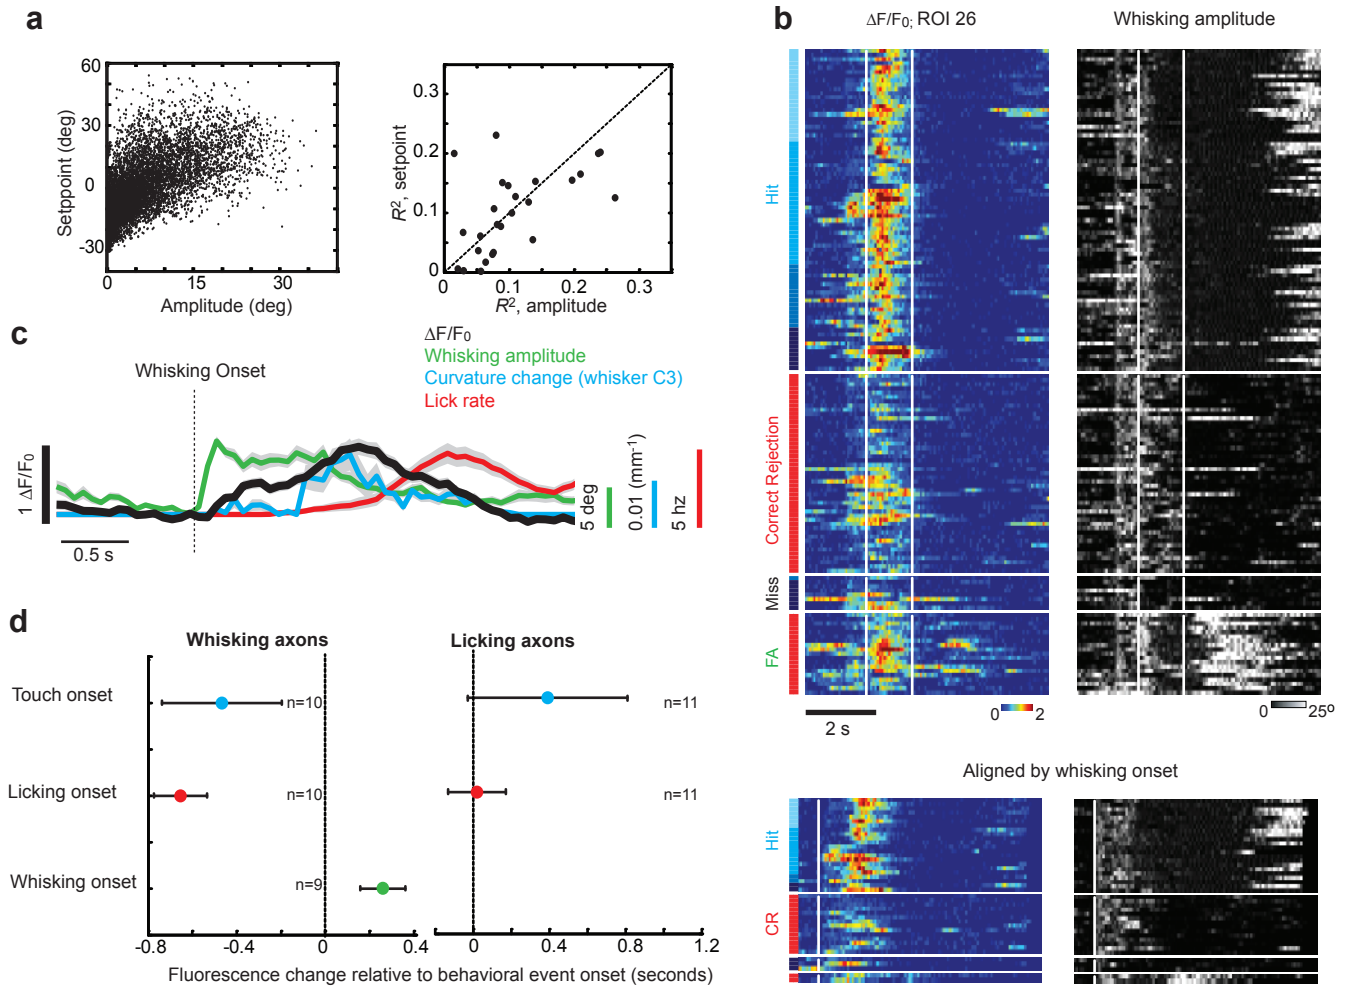 a
60
30
0
-30
Setppoint (deg)
0
15
30
Amplitude (deg)
0.3
0.2
0.1
0
R², setpoint
0
0.1
0.2
0.3
R², amplitude
b
ΔF/F₀; ROI 26
Whisking amplitude
Hit
Correct Rejection
Miss
FA
2 s
0 2
0 25º
Aligned by whisking onset
Hit
CR
c
ΔF/F₀
Whisking amplitude
Curvature change (whisker C3)
Lick rate
Whisking Onset
1 ΔF/F₀
0.5 s
5 deg
0.01 (mm⁻¹)
5 hz
d
Whisking axons
Licking axons
Touch onset
n=10
n=11
Licking onset
n=10
n=11
Whisking onset
n=9
-0.8
-0.4
0
0.4
0
0.4
0.8
1.2
Fluorescence change relative to behavioral event onset (seconds)